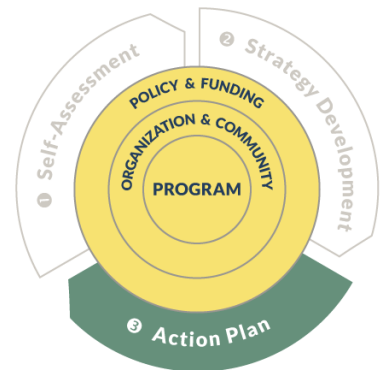 ❶ Self-Assessment
❷ Strategy Development
POLICY & FUNDING
ORGANIZATION & COMMUNITY
PROGRAM
❸ Action Plan